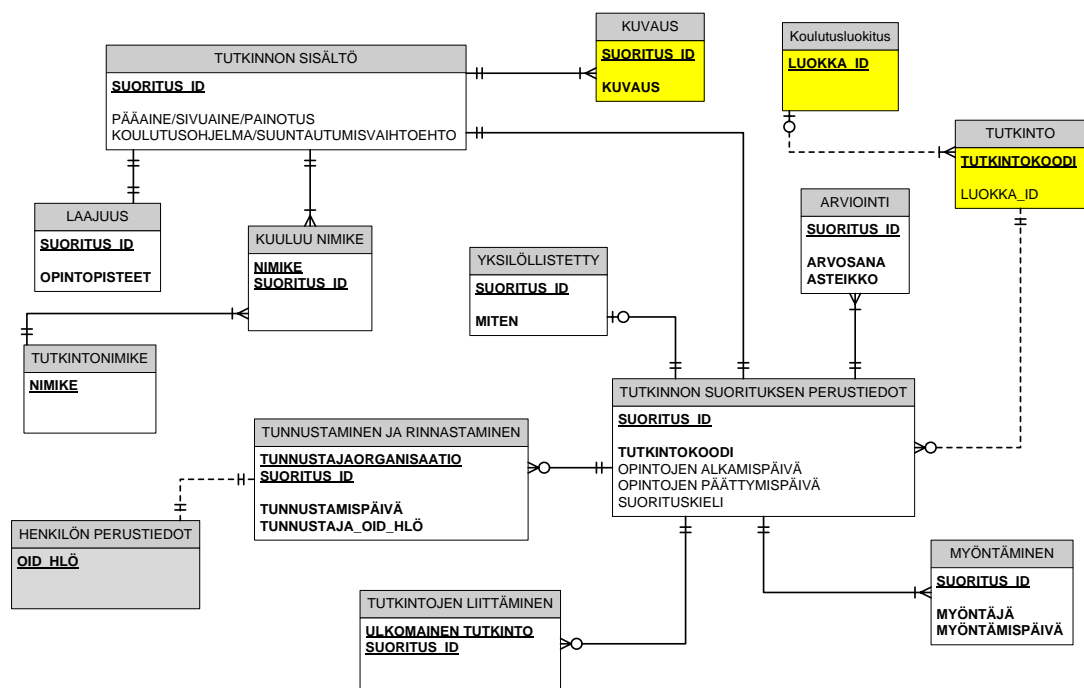 KUVAUS
SUORITUS_ID
KUVAUS
Koulutusluokitus
LUOKKA_ID
TUTKINNON SISÄLTÖ
SUORITUS_ID
PÄÄAINE/SIVUAINE/PAINOTUS
KOULUTUSOHJELMA/SUUNTAUTUMISVAIHTOEHTO
TUTKINTO
TUTKINTOKOODI
LUOKKA_ID
LAAJUUS
SUORITUS_ID
OPINTOPISTEET
KUULUU NIMIKE
NIMIKE
SUORITUS_ID
YKSILÖLLISTETTY
SUORITUS_ID
MITEN
ARVIOINTI
SUORITUS_ID
ARVOSANA
ASTEIKKO
TUTKINTONIMIKE
NIMIKE
TUTKINNON SUORITUKSEN PERUSTIEDOT
SUORITUS_ID
TUTKINTOKOODI
OPINTOJEN ALKAMISPÄIVÄ
OPINTOJEN PÄÄTTYMISPÄIVÄ
SUORITUSKIELI
TUNNUSTAMINEN JA RINNASTAMINEN
TUNNUSTAJAORGANISAATIO
SUORITUS_ID
TUNNUSTAMISPÄIVÄ
TUNNUSTAJA_OID_HLÖ
HENKILÖN PERUSTIEDOT
OID_HLÖ
MYÖNTÄMINEN
SUORITUS_ID
MYÖNTÄJÄ
MYÖNTÄMISPÄIVÄ
TUTKINTOJEN LIITTÄMINEN
ULKOMAINEN TUTKINTO
SUORITUS_ID